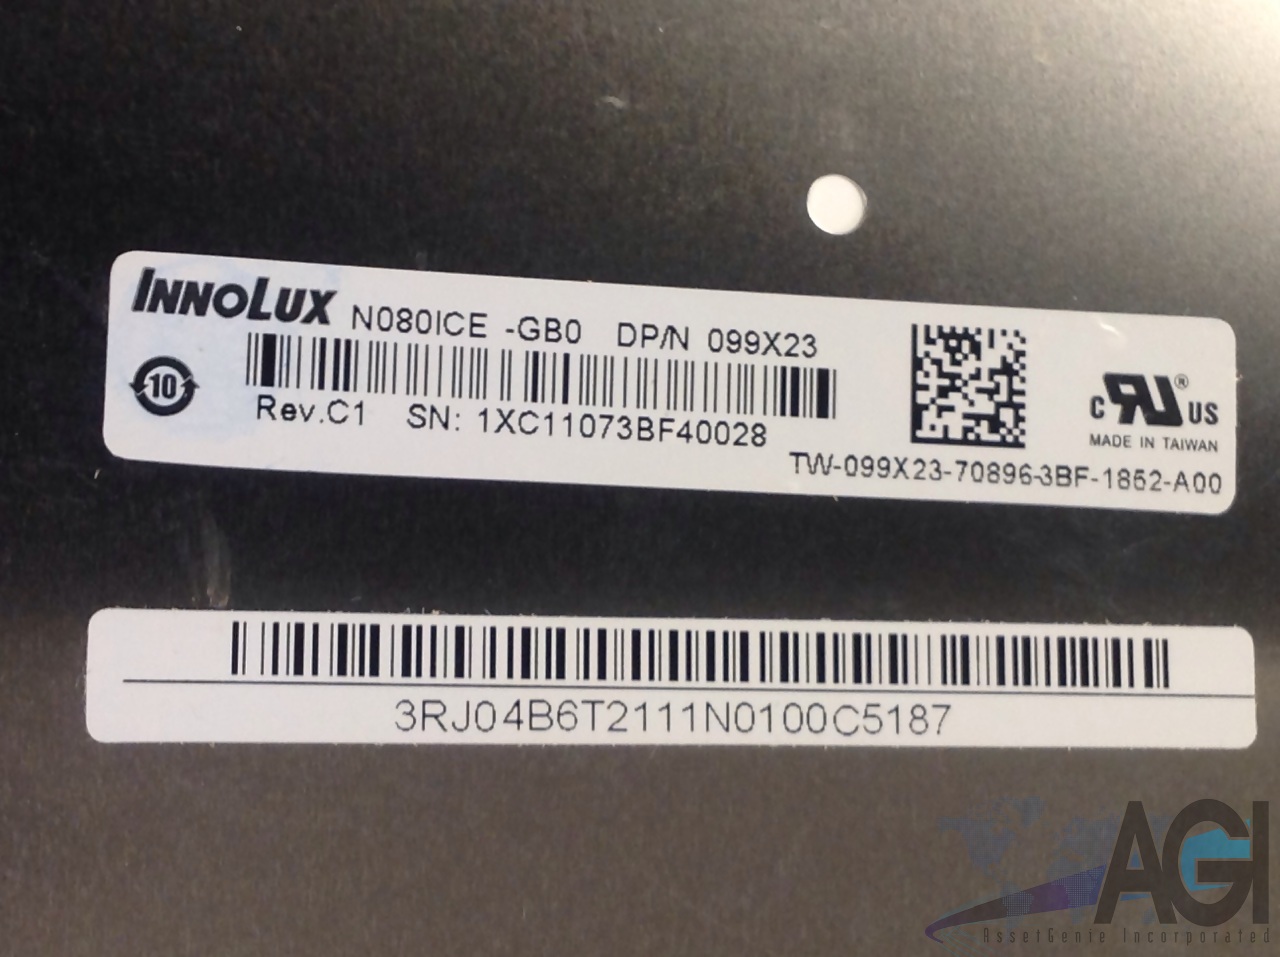 INNOLUX N080ICE -GB0 DP/N 099X23
10
Rev.C1 SN: 1XC11073BF40028
C RU ® US
MADE IN TAIWAN
TW-099X23-70896-3BF-1852-A00
3RJ04B6T2111N0100C5187
AGI
AssetGenie Incorporated